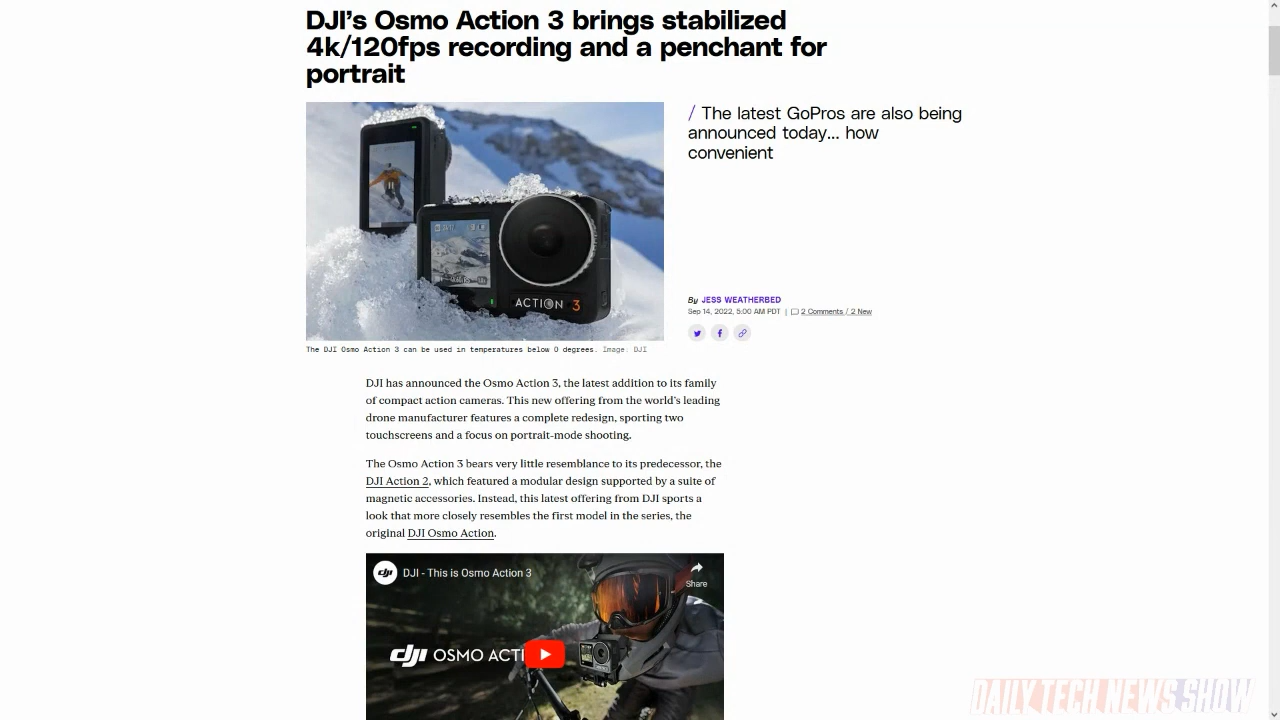 DJI’s Osmo Action 3 brings stabilized
4k/120fps recording and a penchant for
portrait
/ The latest GoPros are also being
announced today... how
convenient
ACTION 3
By JESS WEATHERBED
Sep 14, 2022, 5:00 AM PDT | 2 Comments / 2 New
The DJI Osmo Action 3 can be used in temperatures below 0 degrees. Image: DJI
DJI has announced the Osmo Action 3, the latest addition to its family
of compact action cameras. This new offering from the world’s leading
drone manufacturer features a complete redesign, sporting two
touchscreens and a focus on portrait-mode shooting.
The Osmo Action 3 bears very little resemblance to its predecessor, the
DJI Action 2, which featured a modular design supported by a suite of
magnetic accessories. Instead, this latest offering from DJI sports a
look that more closely resembles the first model in the series, the
original DJI Osmo Action.
dji DJI - This is Osmo Action 3
Share
dji OSMO ACTI
DAILY TECH NEWS SHOW